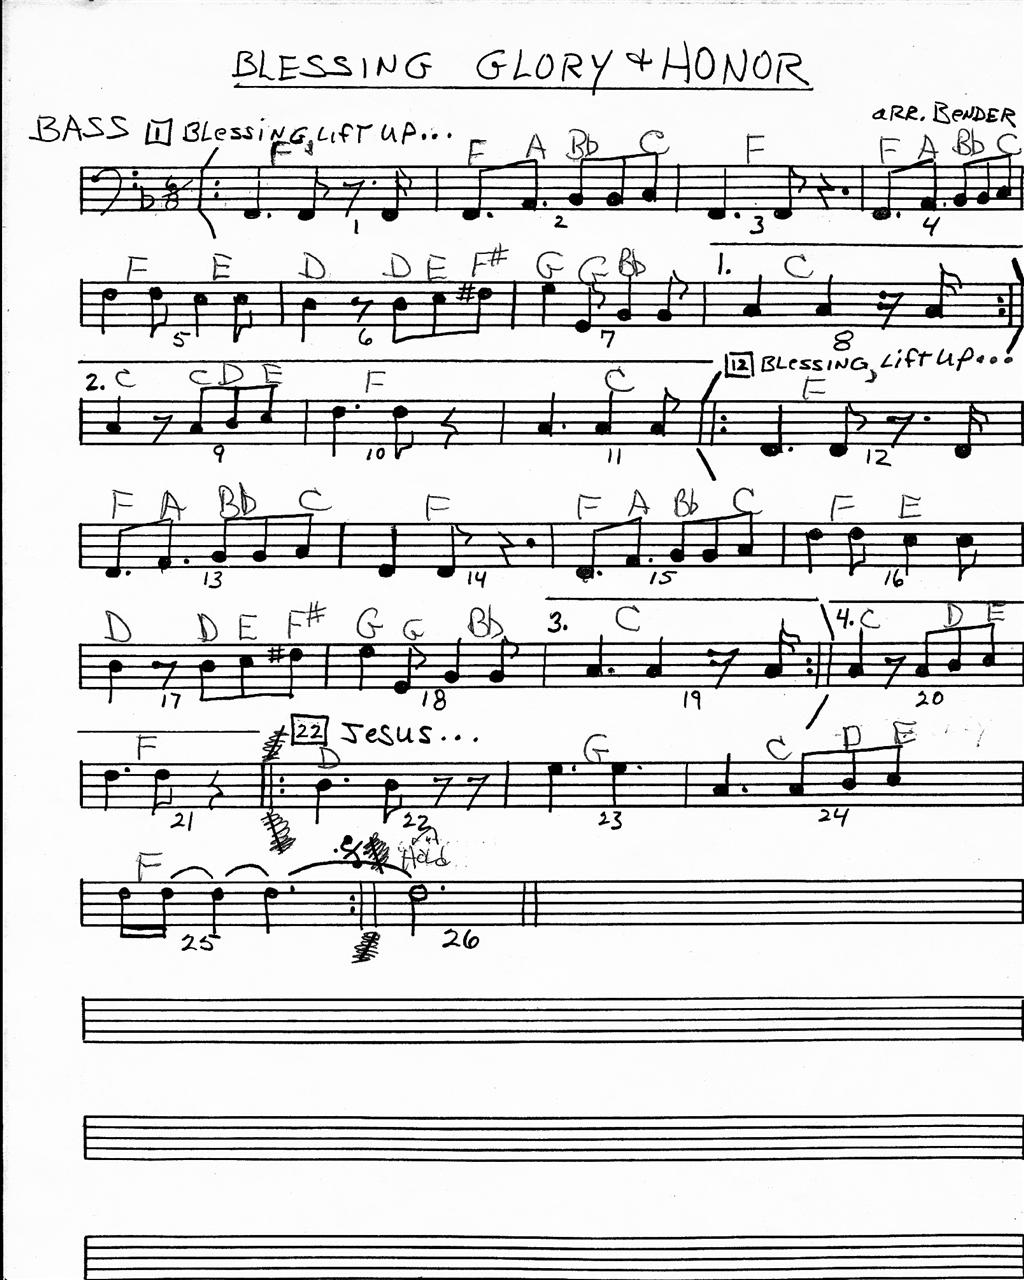 BLESSING GLORY & HONOR
arr. BENDER
BASS 1 Blessing, Lift up...
F F A Bb C F F A Bb C
6/8
1 2 3 4
F E D D E F# G G Bb 1. C
5 6 7 8
2. C C D E F C 12 Blessing, Lift up...
F
9 10 11 12
F A Bb C F F A Bb C F E
13 14 15 16
D D E F# G G Bb 3. C 4. C D E
17 18 19 20
F 22 Jesus...
D G C D E
21 22 23 24
F Hold
25 26